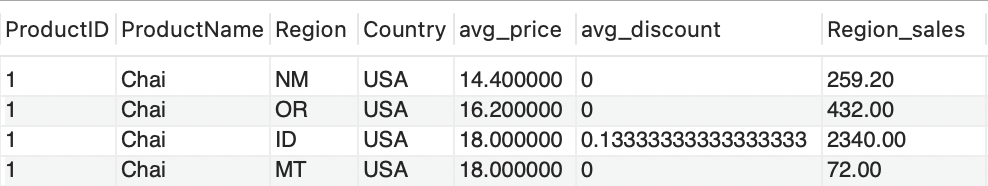 ProductID ProductName Region Country avg_price avg_discount Region_sales
1 Chai NM USA 14.400000 0 259.20
1 Chai OR USA 16.200000 0 432.00
1 Chai ID USA 18.000000 0.13333333333333333 2340.00
1 Chai MT USA 18.000000 0 72.00